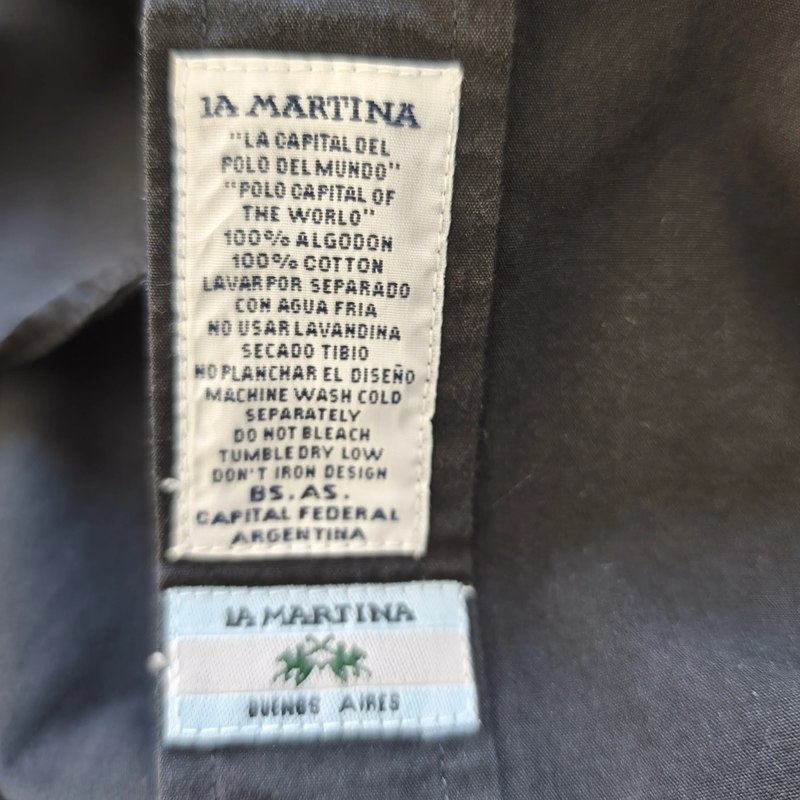 LA MARTINA
"LA CAPITAL DEL
POLO DEL MUNDO"
"POLO CAPITAL OF
THE WORLD"
100% ALGODON
100% COTTON
LAVAR POR SEPARADO
CON AGUA FRIA
NO USAR LAVANDINA
SECADO TIBIO
NO PLANCHAR EL DISEÑO
MACHINE WASH COLD
SEPARATELY
DO NOT BLEACH
TUMBLE DRY LOW
DON'T IRON DESIGN
BS. AS.
CAPITAL FEDERAL
ARGENTINA
LA MARTINA
BUENOS AIRES